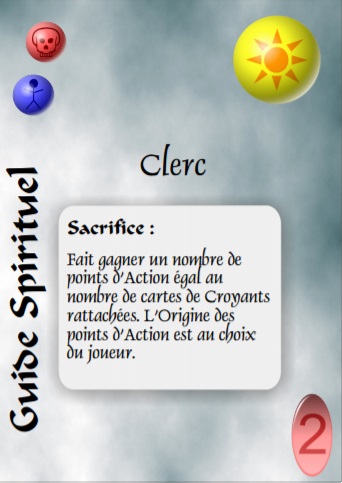 Clerc
Guide Spirituel
Sacrifice :
Fait gagner un nombre de
points d'Action égal au
nombre de cartes de Croyants
rattachées. L'Origine des
points d'Action est au choix
du joueur.
2